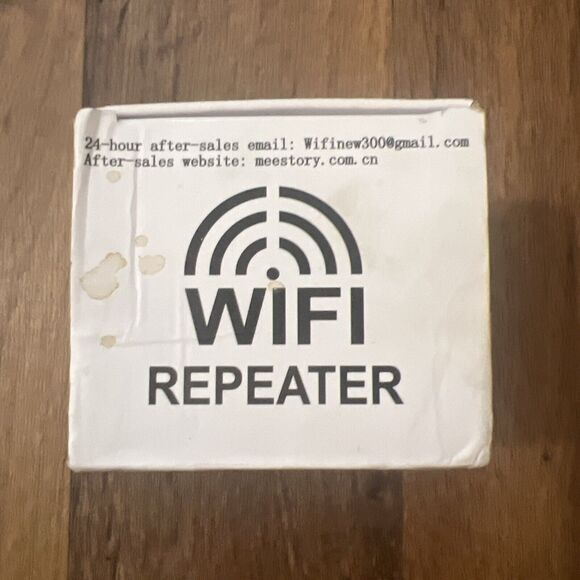 24-hour after-sales email: Wifinew300@gmail.com
After-sales website: meestory.com.cn
WiFI
REPEATER